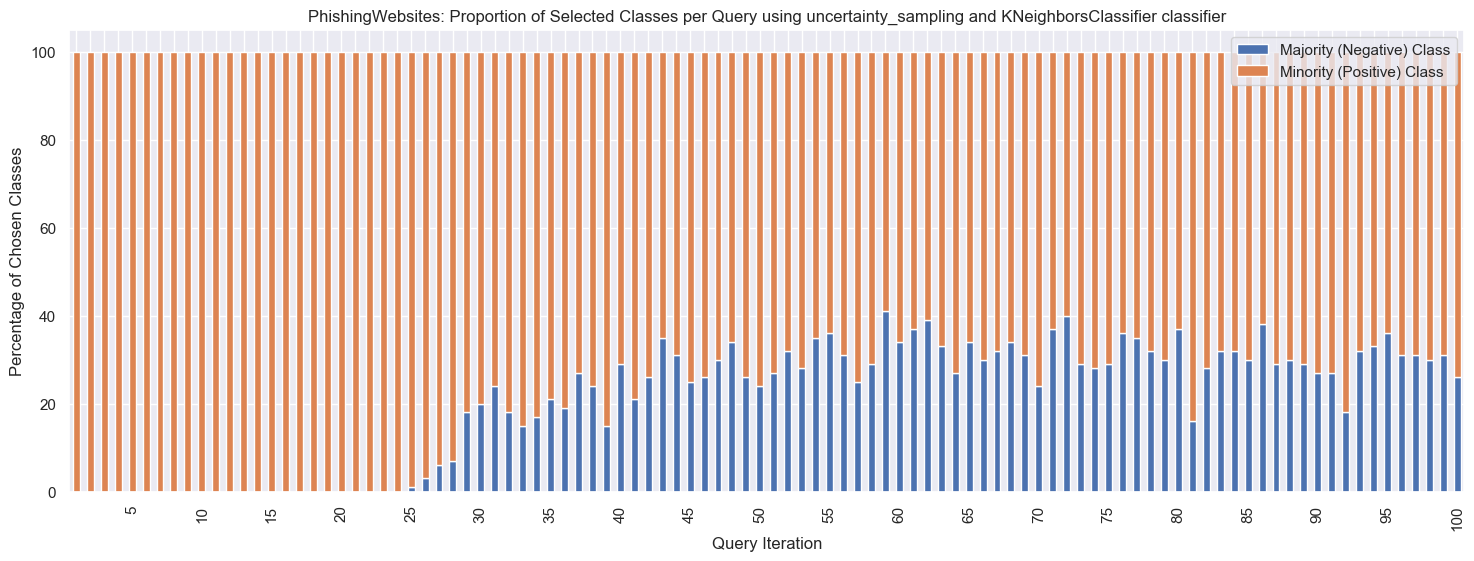 PhishingWebsites: Proportion of Selected Classes per Query using uncertainty_sampling and KNeighborsClassifier classifier
Majority (Negative) Class
Minority (Positive) Class
Percentage of Chosen Classes
100
80
60
40
20
0
5 10 15 20 25 30 35 40 45 50 55 60 65 70 75 80 85 90 95 100
Query Iteration